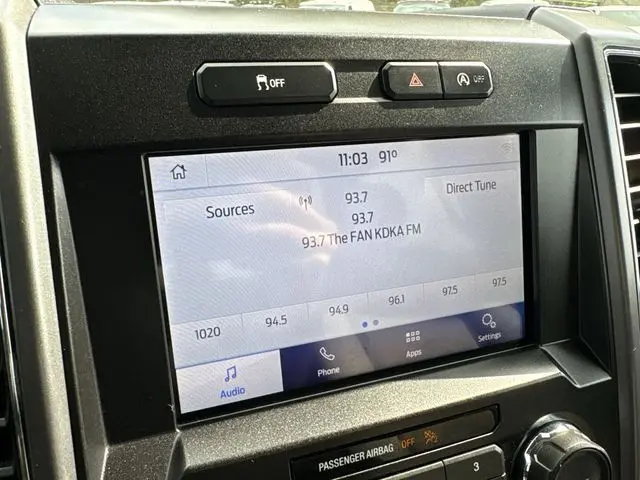 OFF
OFF
11:03 91°
Sources 93.7 Direct Tune
93.7
93.7 The FAN KDKA FM
1020 94.5 94.9 96.1 97.5 97.5
Audio Phone Apps Settings
PASSENGER AIRBAG OFF
3